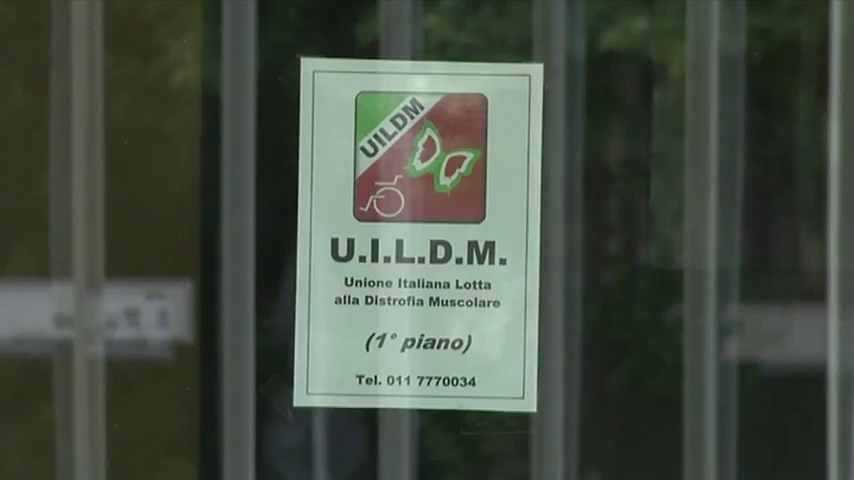 UILDM
U.I.L.D.M.
Unione Italiana Lotta
alla Distrofia Muscolare
(1° piano)
Tel. 011 7770034